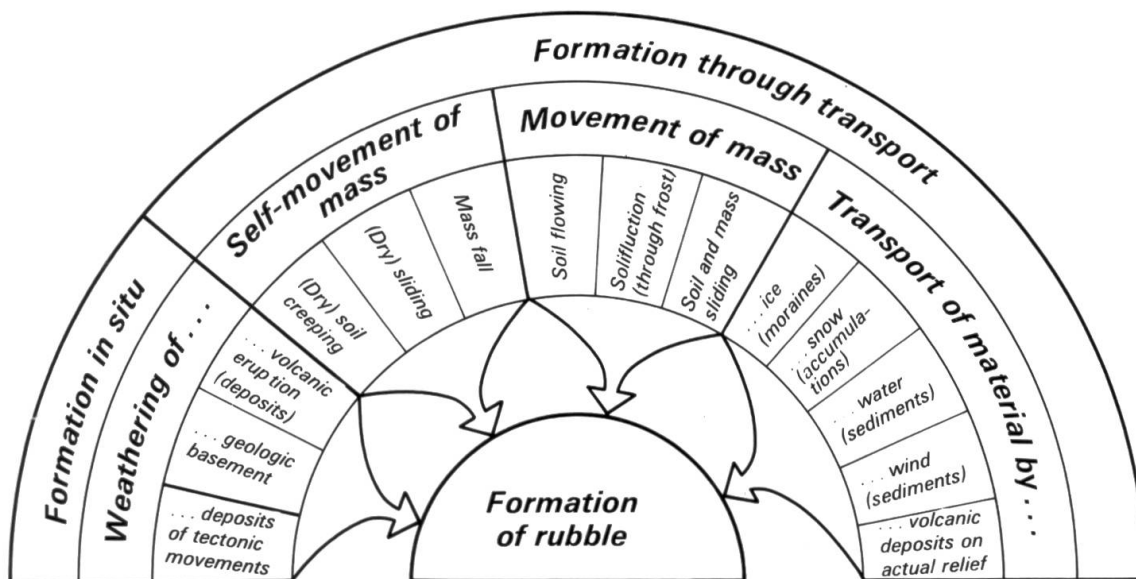 Formation through transport
Formation in situ
Self-movement of
mass
Movement of mass
Transport of material by . . .
Weathering of . . .
. . . deposits
of tectonic
movements
. . . geologic
basement
. . . volcanic
eruption
(deposits)
(Dry) soil
creeping
(Dry) sliding
Mass fall
Soil flowing
Solifluction
(through frost)
Soil and mass
sliding
. . . ice
(moraines)
. . . snow
(accumula-
tions)
. . . water
(sediments)
. . . wind
(sediments)
. . . volcanic
deposits on
actual relief
Formation
of rubble